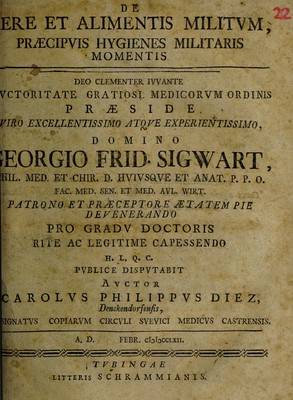 DE
ERE ET ALIMENTIS MILITVM,
PRÆCIPVIS HYGIENES MILITARIS
MOMENTIS
DEO CLEMENTER IVVANTE
VCTORITATE GRATIOSI MEDICORVM ORDINIS
PRÆSIDE
VIRO EXCELLENTISSIMO ATQVE EXPERIENTISSIMO,
DOMINO
GEORGIO FRID. SIGWART,
HIL. MED. ET CHIR. D. HVIVSQVE ET ANAT. P. P. O.
FAC. MED. SEN. ET MED. AVL. WIRT.
PATRONO ET PRÆCEPTORE ÆTATEM PIE
DEVENERANDO
PRO GRADV DOCTORIS
RITE AC LEGITIME CAPESSENDO
H. L. Q. C.
PVBLICE DISPVTABIT
AVCTOR
CAROLVS PHILIPPVS DIEZ,
Denckendorfensis,
SIGNATVS COPIARVM CIRCVLI SVEVICI MEDICVS CASTRENSIS.
A. D. FEBR. cIɔIɔcCLXII.
TVBINGAE
LITTERIS SCHRAMMIANIS.
22